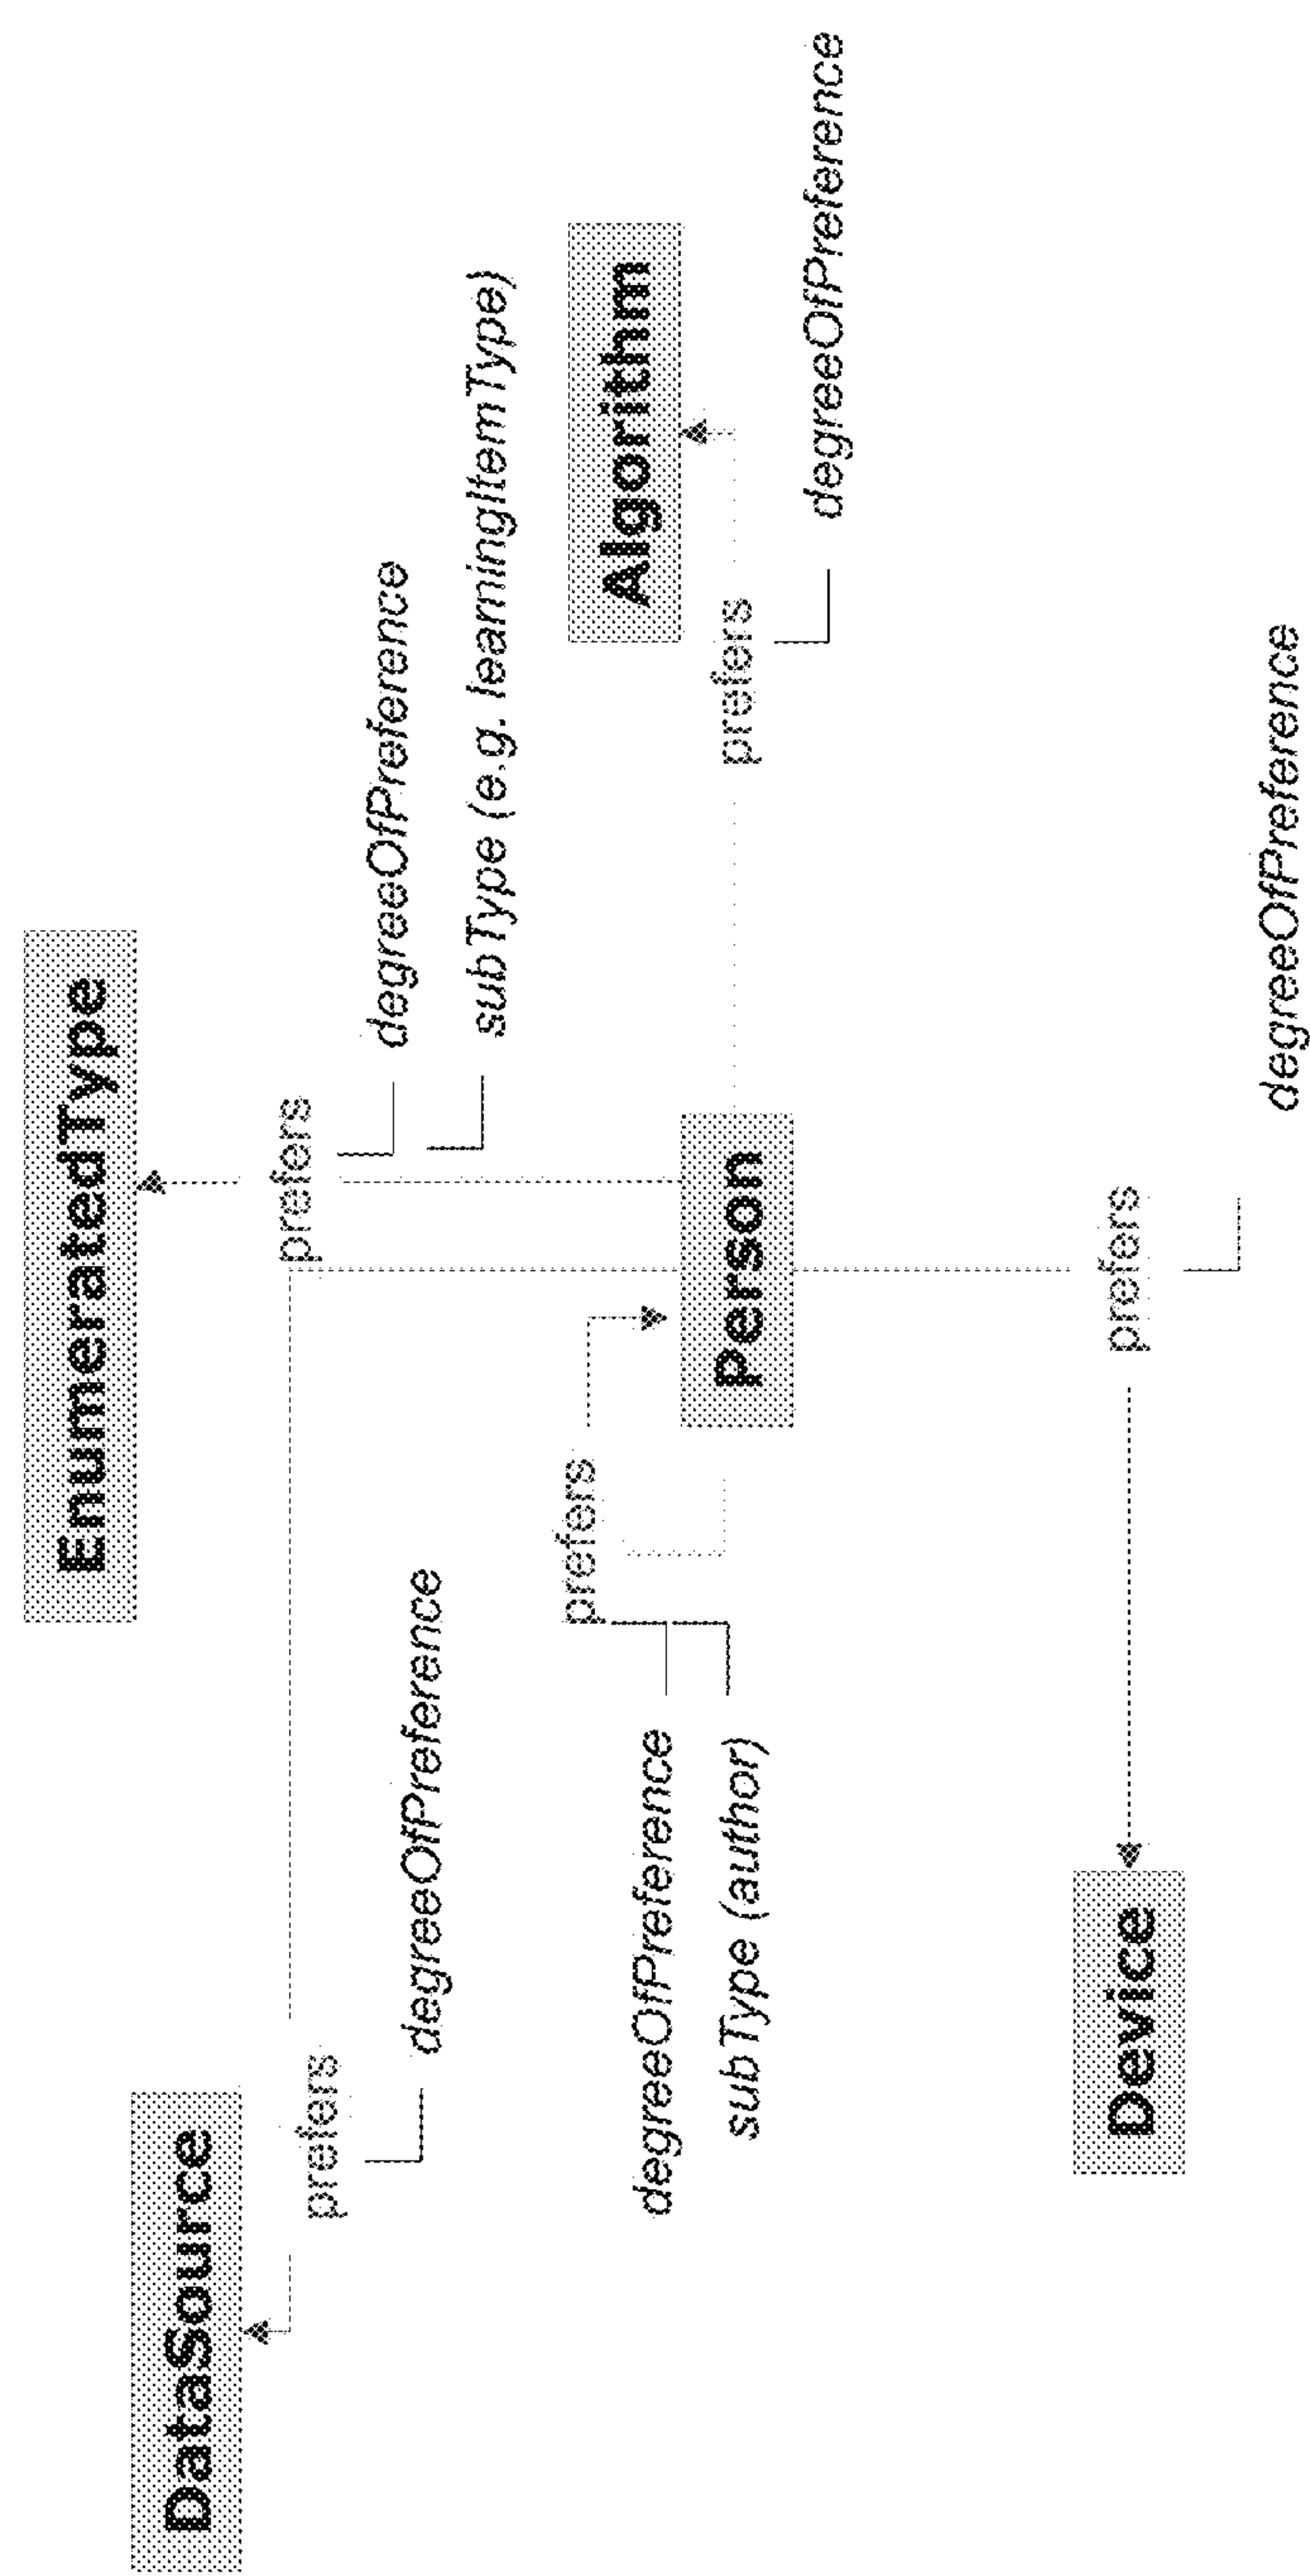 EnumeratedType
DataSource
prefers
degreeOfPreference
subType (e.g. learningItemType)
prefers
degreeOfPreference
prefers
degreeOfPreference
subType (author)
Algorithm
Person
prefers
degreeOfPreference
Device
prefers
degreeOfPreference